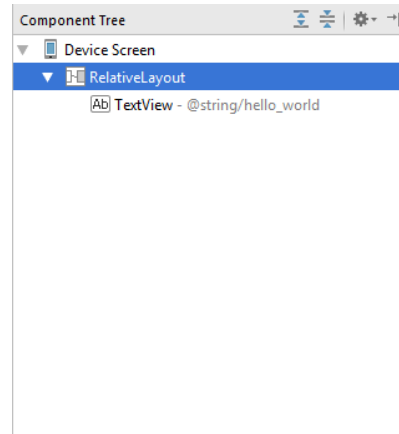 Component Tree
Device Screen
RelativeLayout
Ab TextView - @string/hello_world